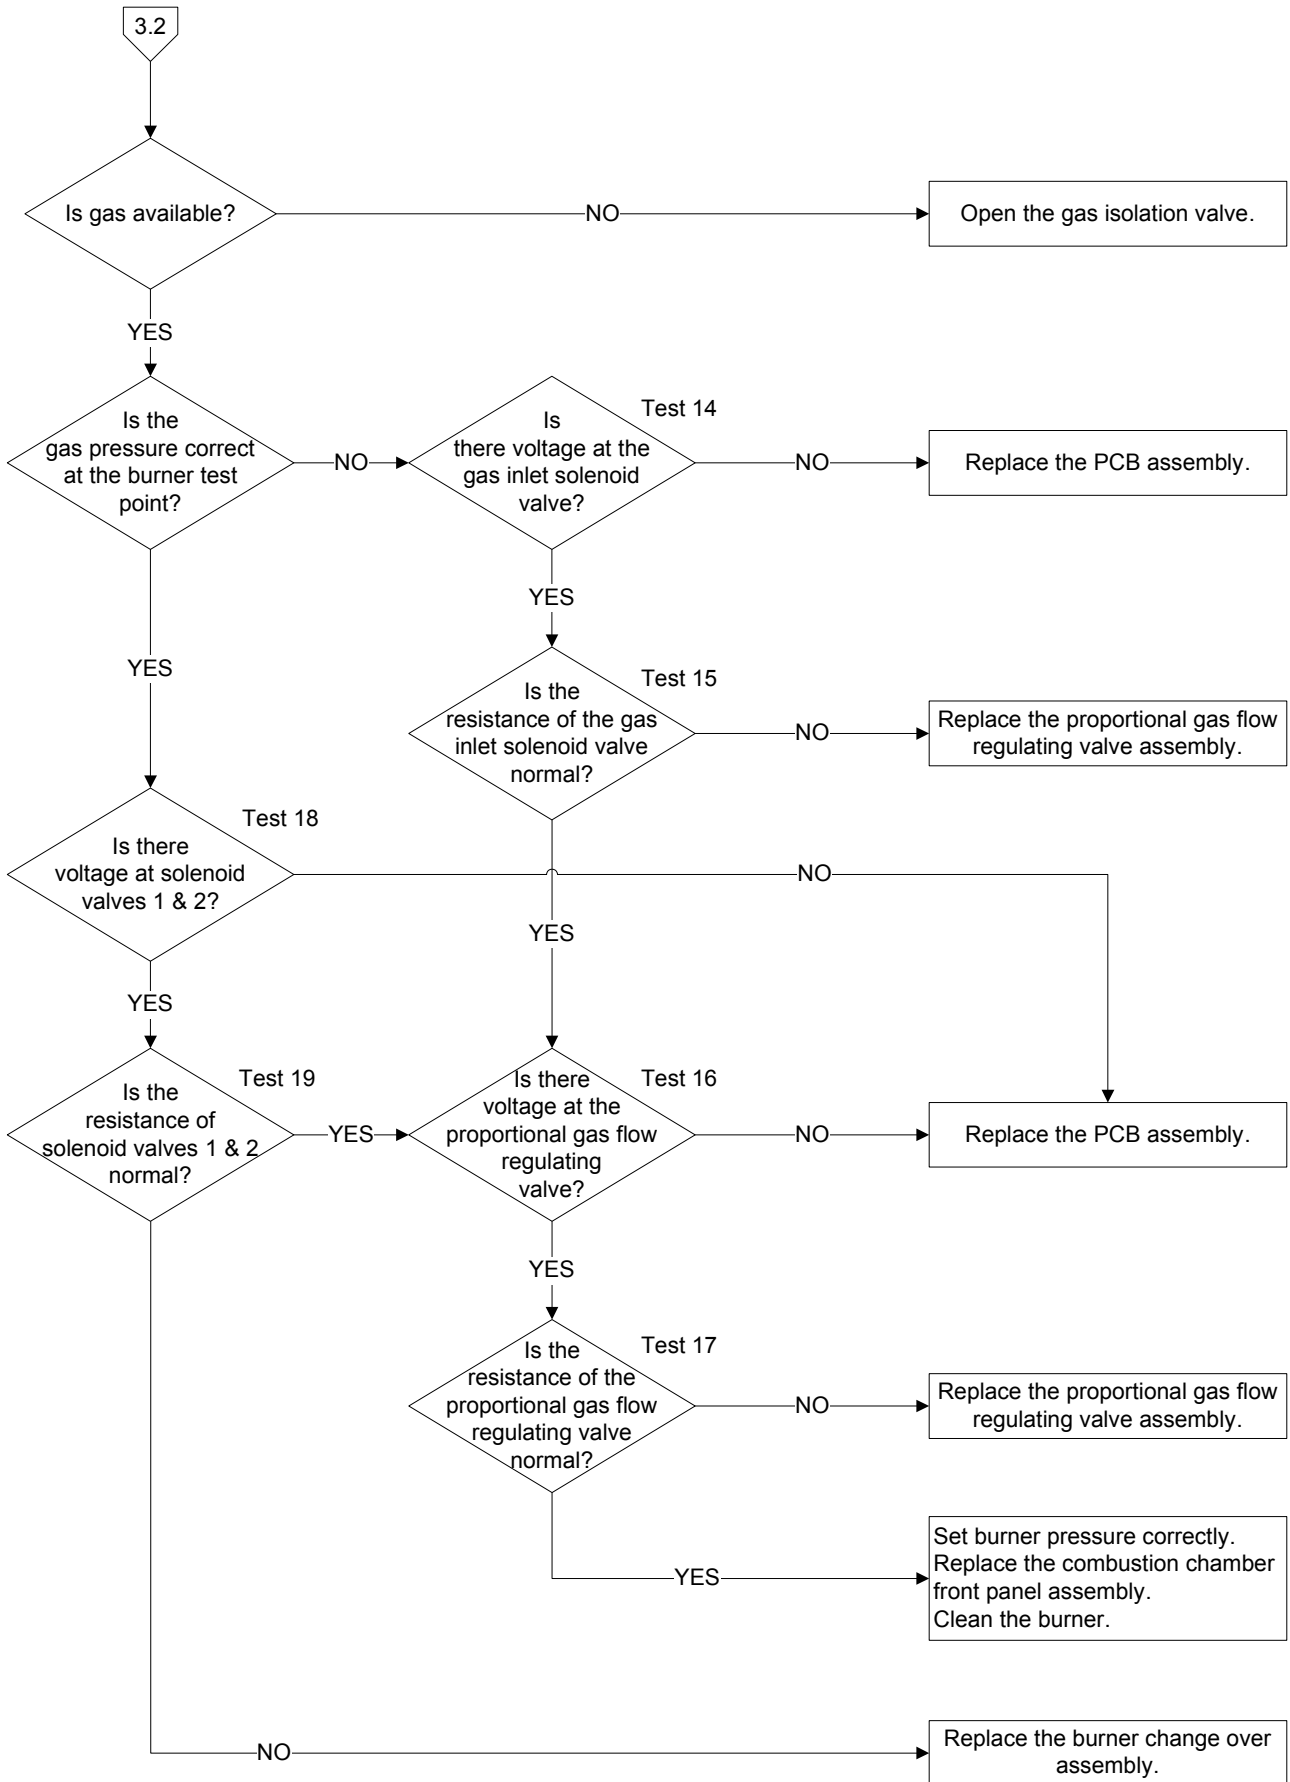 3.2
Is gas available?
NO
Open the gas isolation valve.
YES
Is the
gas pressure correct
at the burner test
point?
NO
Test 14
Is
there voltage at the
gas inlet solenoid
valve?
NO
Replace the PCB assembly.
YES
YES
Test 15
Is the
resistance of the gas
inlet solenoid valve
normal?
NO
Replace the proportional gas flow
regulating valve assembly.
Test 18
Is there
voltage at solenoid
valves 1 & 2?
NO
YES
YES
Test 19
Is the
resistance of
solenoid valves 1 & 2
normal?
YES
Test 16
Is there
voltage at the
proportional gas flow
regulating
valve?
NO
Replace the PCB assembly.
YES
Test 17
Is the
resistance of the
proportional gas flow
regulating valve
normal?
NO
Replace the proportional gas flow
regulating valve assembly.
YES
Set burner pressure correctly.
Replace the combustion chamber
front panel assembly.
Clean the burner.
NO
Replace the burner change over
assembly.